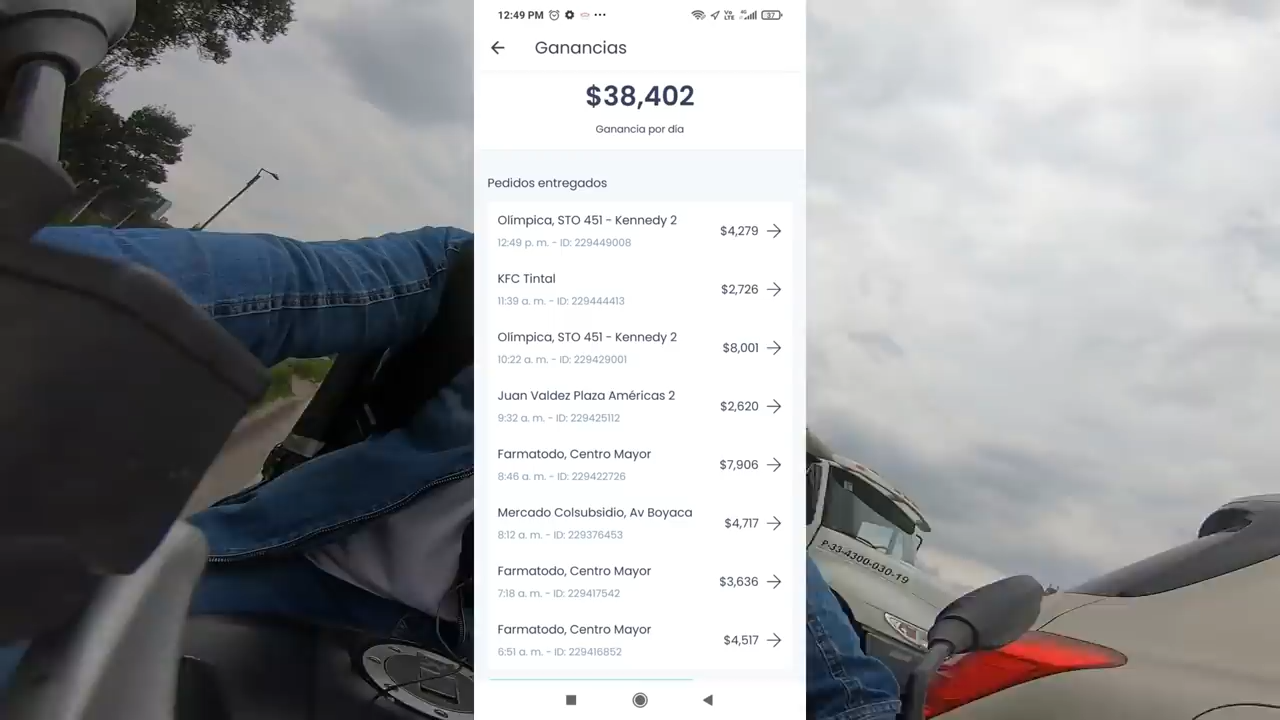 12:49 PM
Vo LTE 4G 37
Ganancias
$38,402
Ganancia por día
Pedidos entregados
Olímpica, STO 451 - Kennedy 2
12:49 p. m. - ID: 229449008
$4,279
KFC Tintal
11:39 a. m. - ID: 229444413
$2,726
Olímpica, STO 451 - Kennedy 2
10:22 a. m. - ID: 229429001
$8,001
Juan Valdez Plaza Américas 2
9:32 a. m. - ID: 229425112
$2,620
Farmatodo, Centro Mayor
8:46 a. m. - ID: 229422726
$7,906
Mercado Colsubsidio, Av Boyaca
8:12 a. m. - ID: 229376453
$4,717
Farmatodo, Centro Mayor
7:18 a. m. - ID: 229417542
$3,636
Farmatodo, Centro Mayor
6:51 a. m. - ID: 229416852
$4,517
P-33-4300-030-19